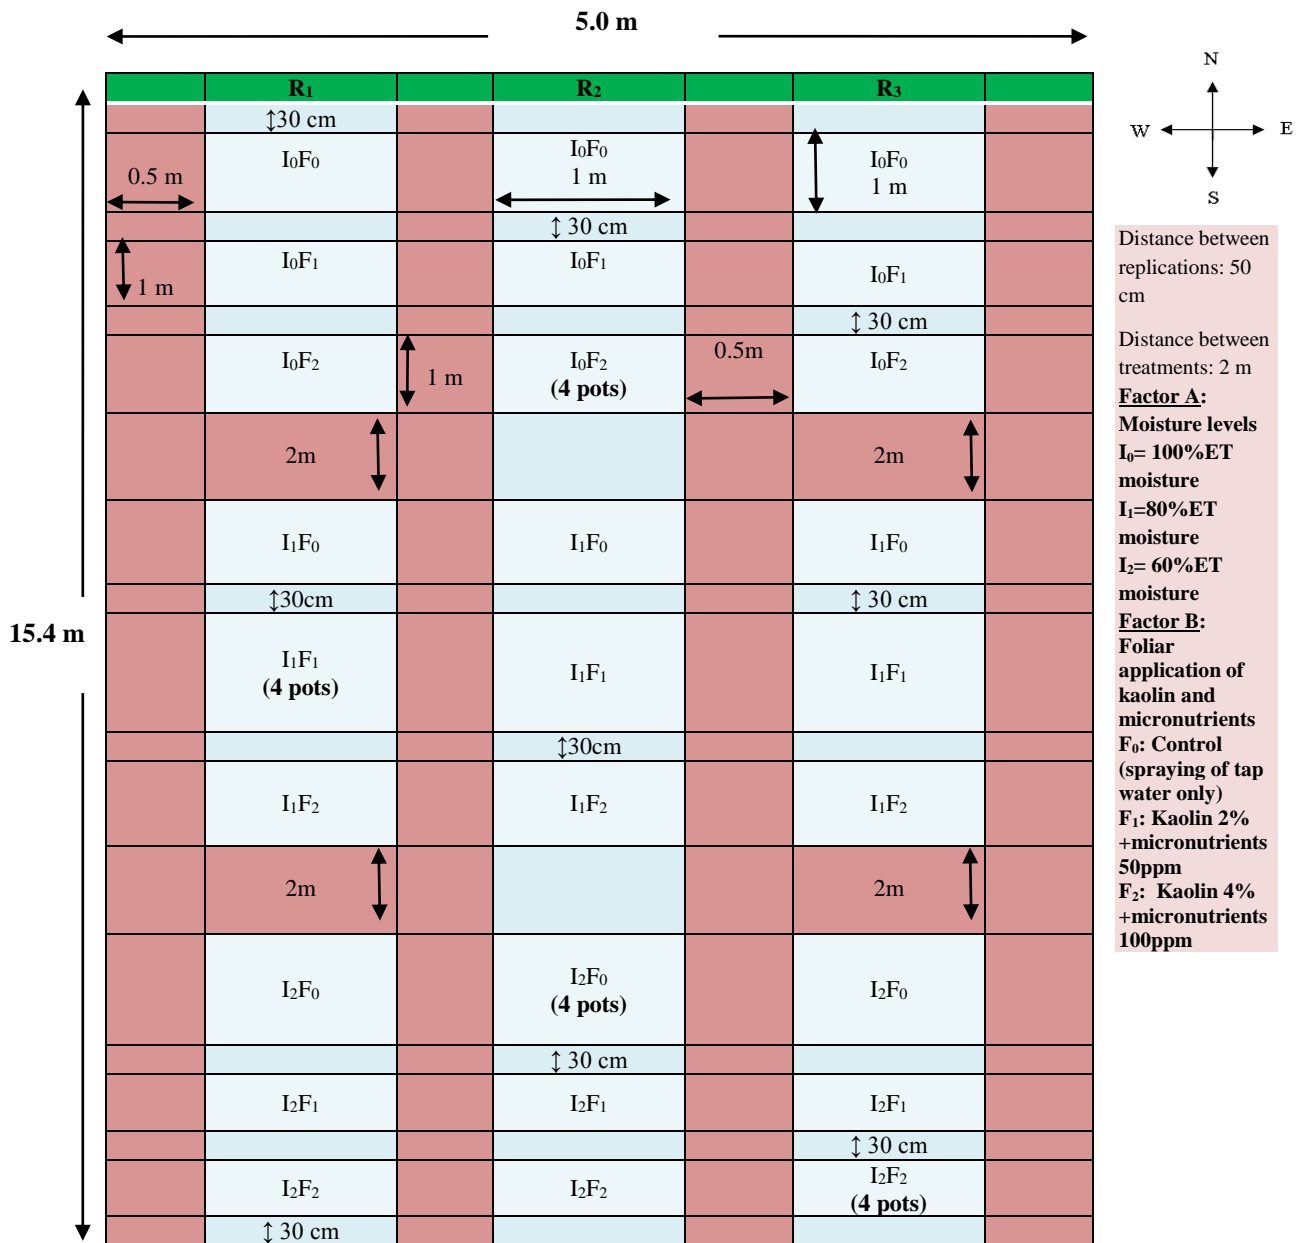 5.0 m
R₁ R₂ R₃
↕30 cm
I₀F₀ I₀F₀ I₀F₀
0.5 m 1 m 1 m
↕ 30 cm
I₀F₁ I₀F₁ I₀F₁
1 m
↕ 30 cm
I₀F₂ 1 m I₀F₂ 0.5m I₀F₂
(4 pots)
2m 2m
I₁F₀ I₁F₀ I₁F₀
↕30cm ↕ 30 cm
15.4 m
I₁F₁ I₁F₁ I₁F₁
(4 pots)
↕30cm
I₁F₂ I₁F₂ I₁F₂
2m 2m
I₂F₀ I₂F₀ I₂F₀
(4 pots)
↕ 30 cm
I₂F₁ I₂F₁ I₂F₁
↕ 30 cm
I₂F₂ I₂F₂ I₂F₂
(4 pots)
↕ 30 cm
N
W E
S
Distance between
replications: 50
cm
Distance between
treatments: 2 m
Factor A:
Moisture levels
I₀= 100%ET
moisture
I₁=80%ET
moisture
I₂= 60%ET
moisture
Factor B:
Foliar
application of
kaolin and
micronutrients
F₀: Control
(spraying of tap
water only)
F₁: Kaolin 2%
+micronutrients
50ppm
F₂: Kaolin 4%
+micronutrients
100ppm